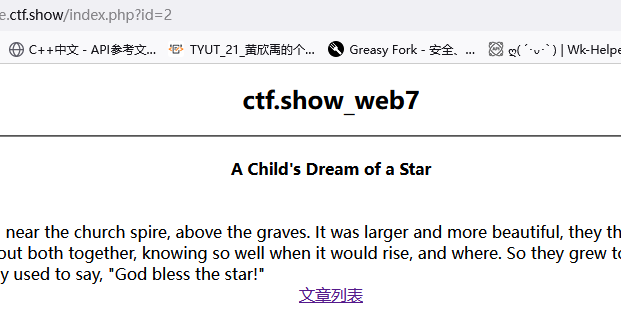 e.ctf.show/index.php?id=2
C++中文 - API参考文... TYUT_21_黄欣禹的个... Greasy Fork - 安全、... ღ( ´･ᴗ･` ) | Wk-Helpe
ctf.show_web7
A Child's Dream of a Star
near the church spire, above the graves. It was larger and more beautiful, they th
out both together, knowing so well when it would rise, and where. So they grew to
y used to say, "God bless the star!"
文章列表